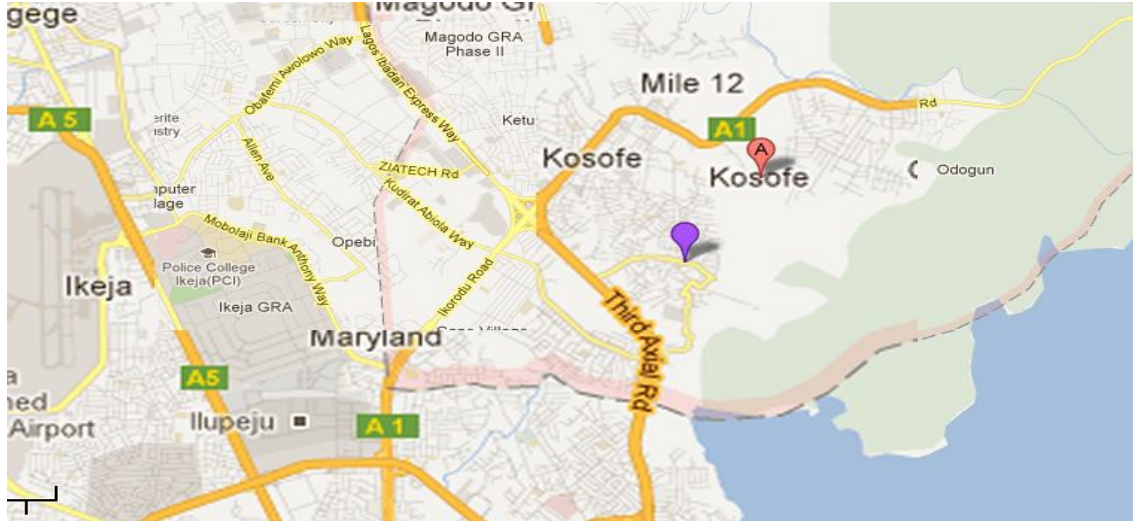 gege
Magodo
Magodo GRA
Phase II
Mile 12
Rd
A 5
Obafemi Awolowo Way
Lagos Ibadan Express Way
Ketu
A1
A
Allen Ave
ZIATECH Rd
Kosofe
Kosofe
Odogun
Kudirat Abiola Way
Mobolaji Bank Anthony Way
Opebi
Police College
Ikeja(PCI)
Ikeja
Ikeja GRA
Ikorodu Road
Third Axial Rd
Maryland
A5
Ilupeju
A 1
Airport